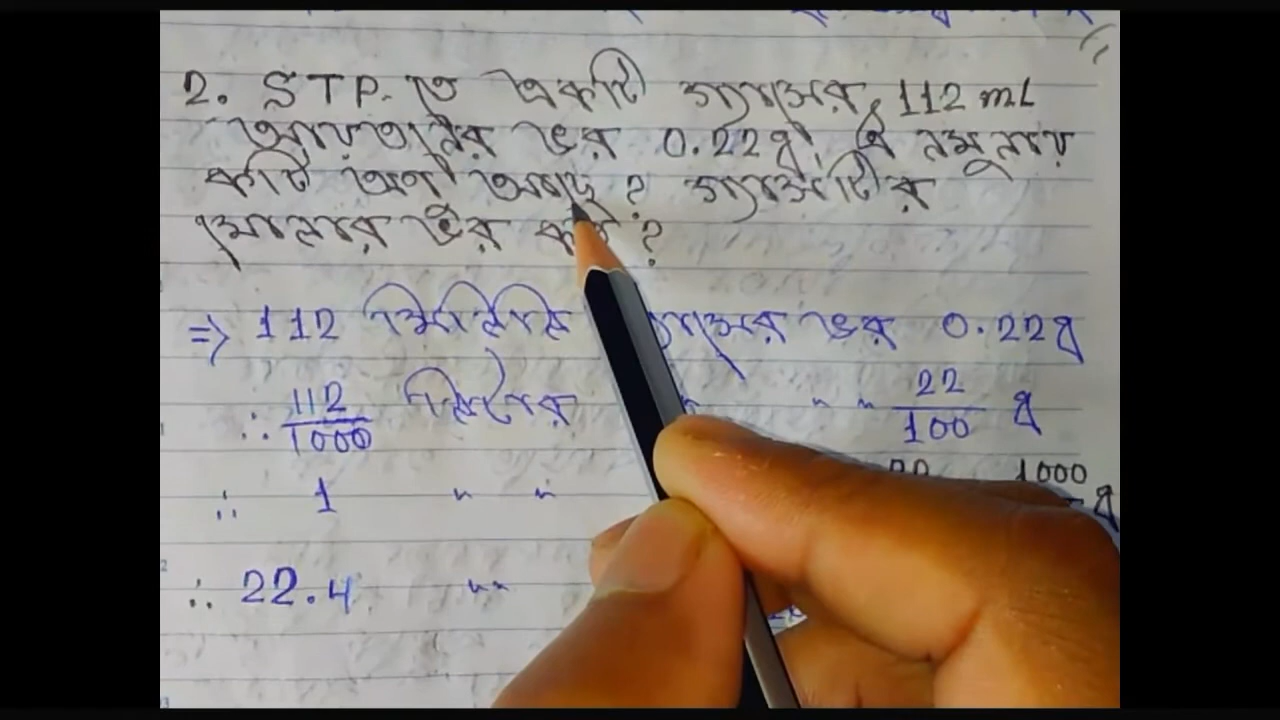 2. STP. তে একটি গ্যাসের 112 mL
আয়তনের ভর 0.22g। ঐ নমুনায়
কটি অণু আছে? গ্যাসটির
মোলার ভর কত?
⇒ 112 মিলিলি গ্যাসের ভর 0.22g
∴ 112/1000 লিটার " " " 22/100 g
∴ 1 " " 1000 g
∴ 22.4 " "